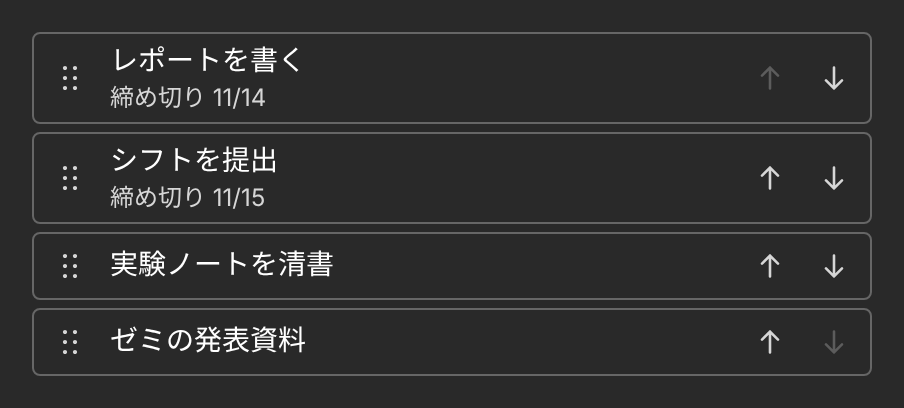 レポートを書く
締め切り 11/14
シフトを提出
締め切り 11/15
実験ノートを清書
ゼミの発表資料